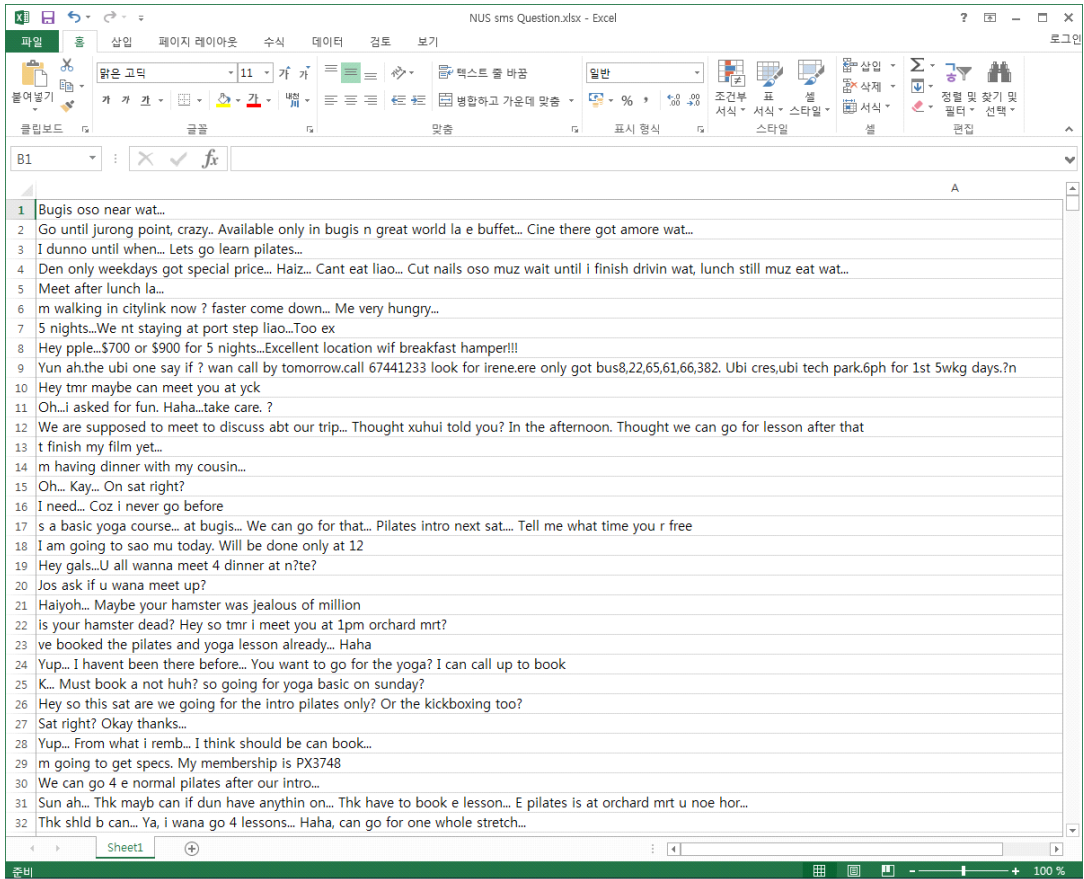 NUS sms Question.xlsx - Excel
파일 홈 삽입 페이지 레이아웃 수식 데이터 검토 보기 로그인
붙여넣기
맑은 고딕 11 가 가
가 가 가 가 내천
텍스트 줄 바꿈
병합하고 가운데 맞춤
일반
% , .0 .00 .00 .0
조건부 서식
표 서식
셀 스타일
삽입
삭제
서식
정렬 및 필터
찾기 및 선택
클립보드 글꼴 맞춤 표시 형식 스타일 셀 편집
B1 fx
A
1 Bugis oso near wat...
2 Go until jurong point, crazy.. Available only in bugis n great world la e buffet... Cine there got amore wat...
3 I dunno until when... Lets go learn pilates...
4 Den only weekdays got special price... Haiz... Cant eat liao... Cut nails oso muz wait until i finish drivin wat, lunch still muz eat wat...
5 Meet after lunch la...
6 m walking in citylink now ? faster come down... Me very hungry...
7 5 nights...We nt staying at port step liao...Too ex
8 Hey pple...$700 or $900 for 5 nights...Excellent location wif breakfast hamper!!!
9 Yun ah.the ubi one say if ? wan call by tomorrow.call 67441233 look for irene.ere only got bus8,22,65,61,66,382. Ubi cres,ubi tech park.6ph for 1st 5wkg days.?n
10 Hey tmr maybe can meet you at yck
11 Oh...i asked for fun. Haha...take care. ?
12 We are supposed to meet to discuss abt our trip... Thought xuhui told you? In the afternoon. Thought we can go for lesson after that
13 t finish my film yet...
14 m having dinner with my cousin...
15 Oh... Kay... On sat right?
16 I need... Coz i never go before
17 s a basic yoga course... at bugis... We can go for that... Pilates intro next sat.... Tell me what time you r free
18 I am going to sao mu today. Will be done only at 12
19 Hey gals...U all wanna meet 4 dinner at n?te?
20 Jos ask if u wana meet up?
21 Haiyoh... Maybe your hamster was jealous of million
22 is your hamster dead? Hey so tmr i meet you at 1pm orchard mrt?
23 ve booked the pilates and yoga lesson already... Haha
24 Yup... I havent been there before... You want to go for the yoga? I can call up to book
25 K... Must book a not huh? so going for yoga basic on sunday?
26 Hey so this sat are we going for the intro pilates only? Or the kickboxing too?
27 Sat right? Okay thanks...
28 Yup... From what i remb... I think should be can book...
29 m going to get specs. My membership is PX3748
30 We can go 4 e normal pilates after our intro...
31 Sun ah... Thk mayb can if dun have anythin on... Thk have to book e lesson... E pilates is at orchard mrt u noe hor...
32 Thk shld b can... Ya, i wana go 4 lessons... Haha, can go for one whole stretch...
Sheet1
준비 100 %